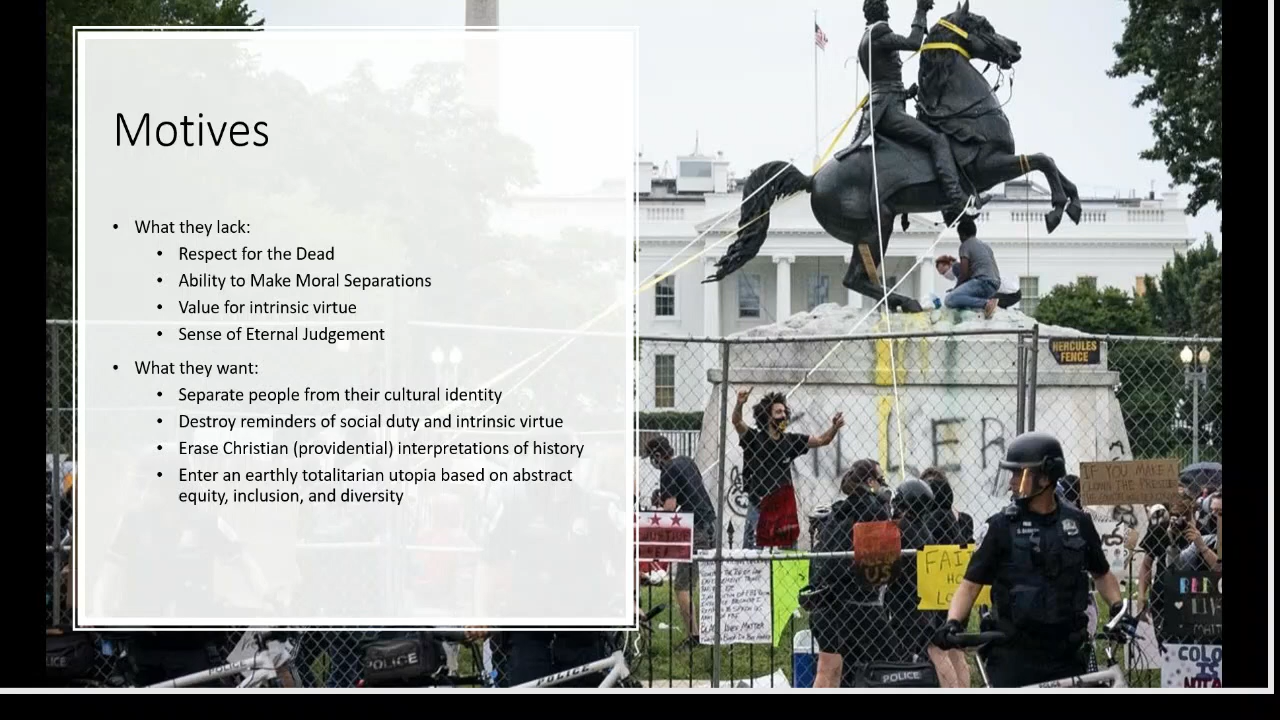 Motives
• What they lack:
• Respect for the Dead
• Ability to Make Moral Separations
• Value for intrinsic virtue
• Sense of Eternal Judgement
• What they want:
• Separate people from their cultural identity
• Destroy reminders of social duty and intrinsic virtue
• Erase Christian (providential) interpretations of history
• Enter an earthly totalitarian utopia based on abstract
equity, inclusion, and diversity
HERCULES
FENCE
IF YOU MAKE A
US
POLICE
POLICE
POLICE
POLICE